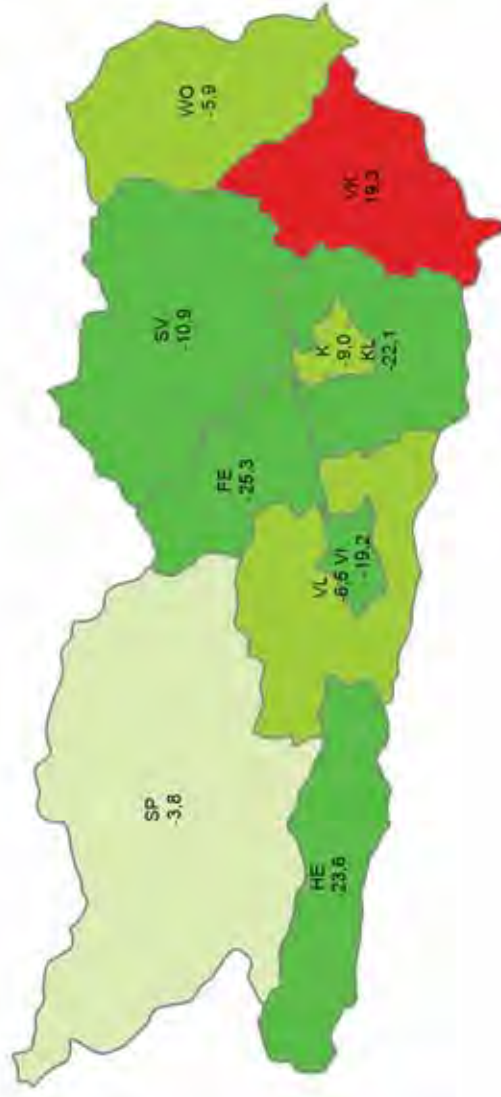 SP
-3,8
HE
-23,6
VL
-6,5
VI
-19,2
FE
-25,3
SV
-10,9
K
-9,0
KL
-22,1
WO
-5,9
VK
19,3